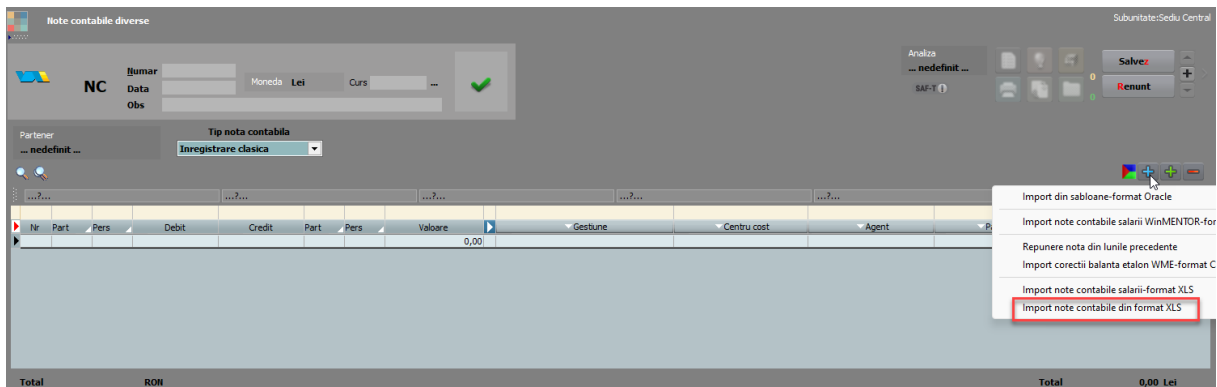 Note contabile diverse
Subunitate:Sediu Central
NC
Numar
Data
Obs
Moneda Lei
Curs ...
Analiza
... nedefinit ...
SAF-T
0
0
Salvez
Renunt
Partener
... nedefinit ...
Tip nota contabila
Inregistrare clasica
...?... ...?... ...?... ...?... ...?...
Nr Part Pers Debit Credit Part Pers Valoare Gestiune Centru cost Agent
0,00
Import din sabloane-format Oracle
Import note contabile salarii WinMENTOR-for
Repunere nota din lunile precedente
Import corectii balanta etalon WME-format C
Import note contabile salarii-format XLS
Import note contabile din format XLS
Total RON Total 0,00 Lei